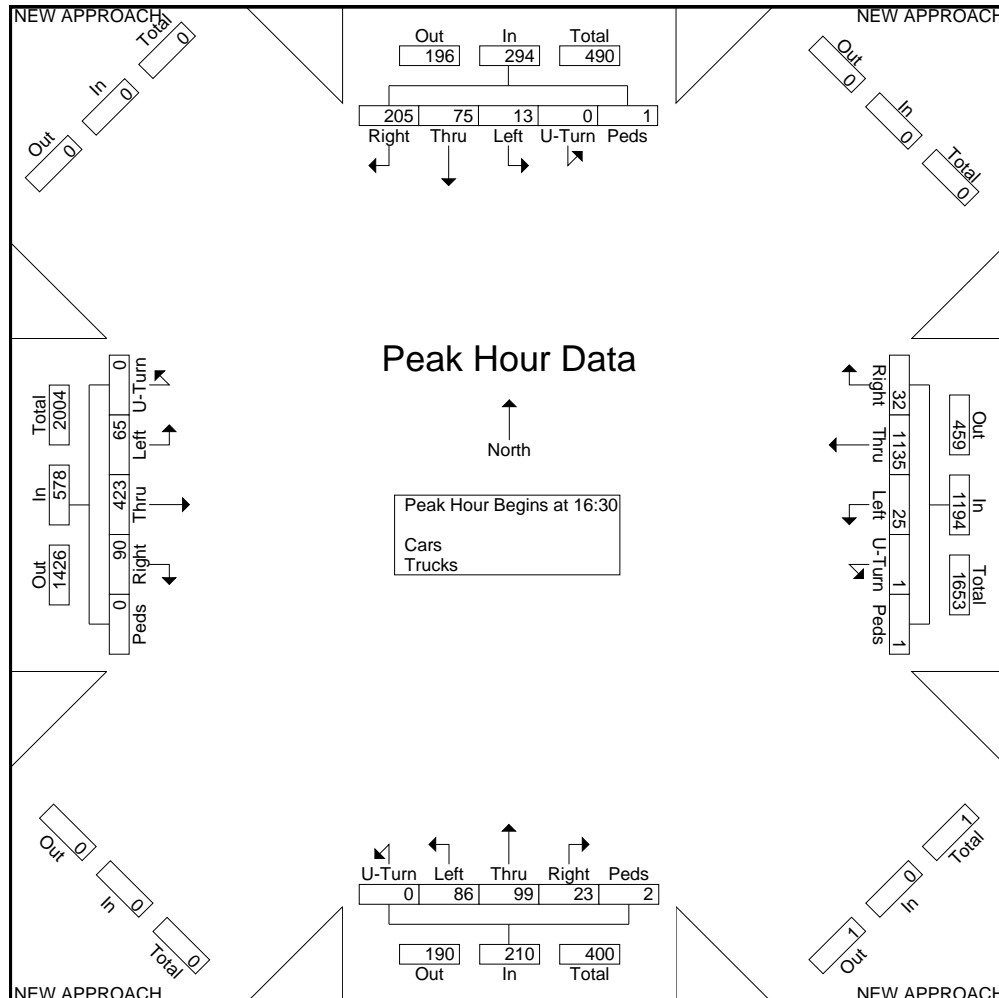 NEW APPROACH
Total
0
In
0
Out
0
Out In Total
196 294 490
205 75 13 0 1
Right Thru Left U-Turn Peds
NEW APPROACH
Out
0
In
0
Total
0
Peak Hour Data
North
Peak Hour Begins at 16:30
Cars
Trucks
Total
2004
In
578
Out
1426
0
U-Turn
65
Left
423
Thru
90
Right
0
Peds
Right
32
Thru
1135
Left
25
U-Turn
1
Peds
1
Out
459
In
1194
Total
1653
Out
0
In
0
Total
0
NEW APPROACH
U-Turn Left Thru Right Peds
0 86 99 23 2
190 210 400
Out In Total
Total
1
In
0
Out
1
NEW APPROACH